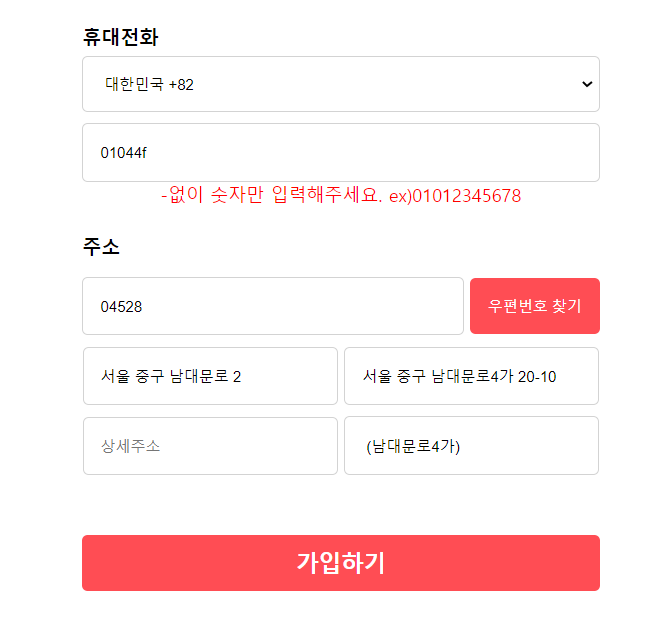 휴대전화
대한민국 +82
01044f
-없이 숫자만 입력해주세요. ex)01012345678
주소
04528
우편번호 찾기
서울 중구 남대문로 2
서울 중구 남대문로4가 20-10
상세주소
(남대문로4가)
가입하기